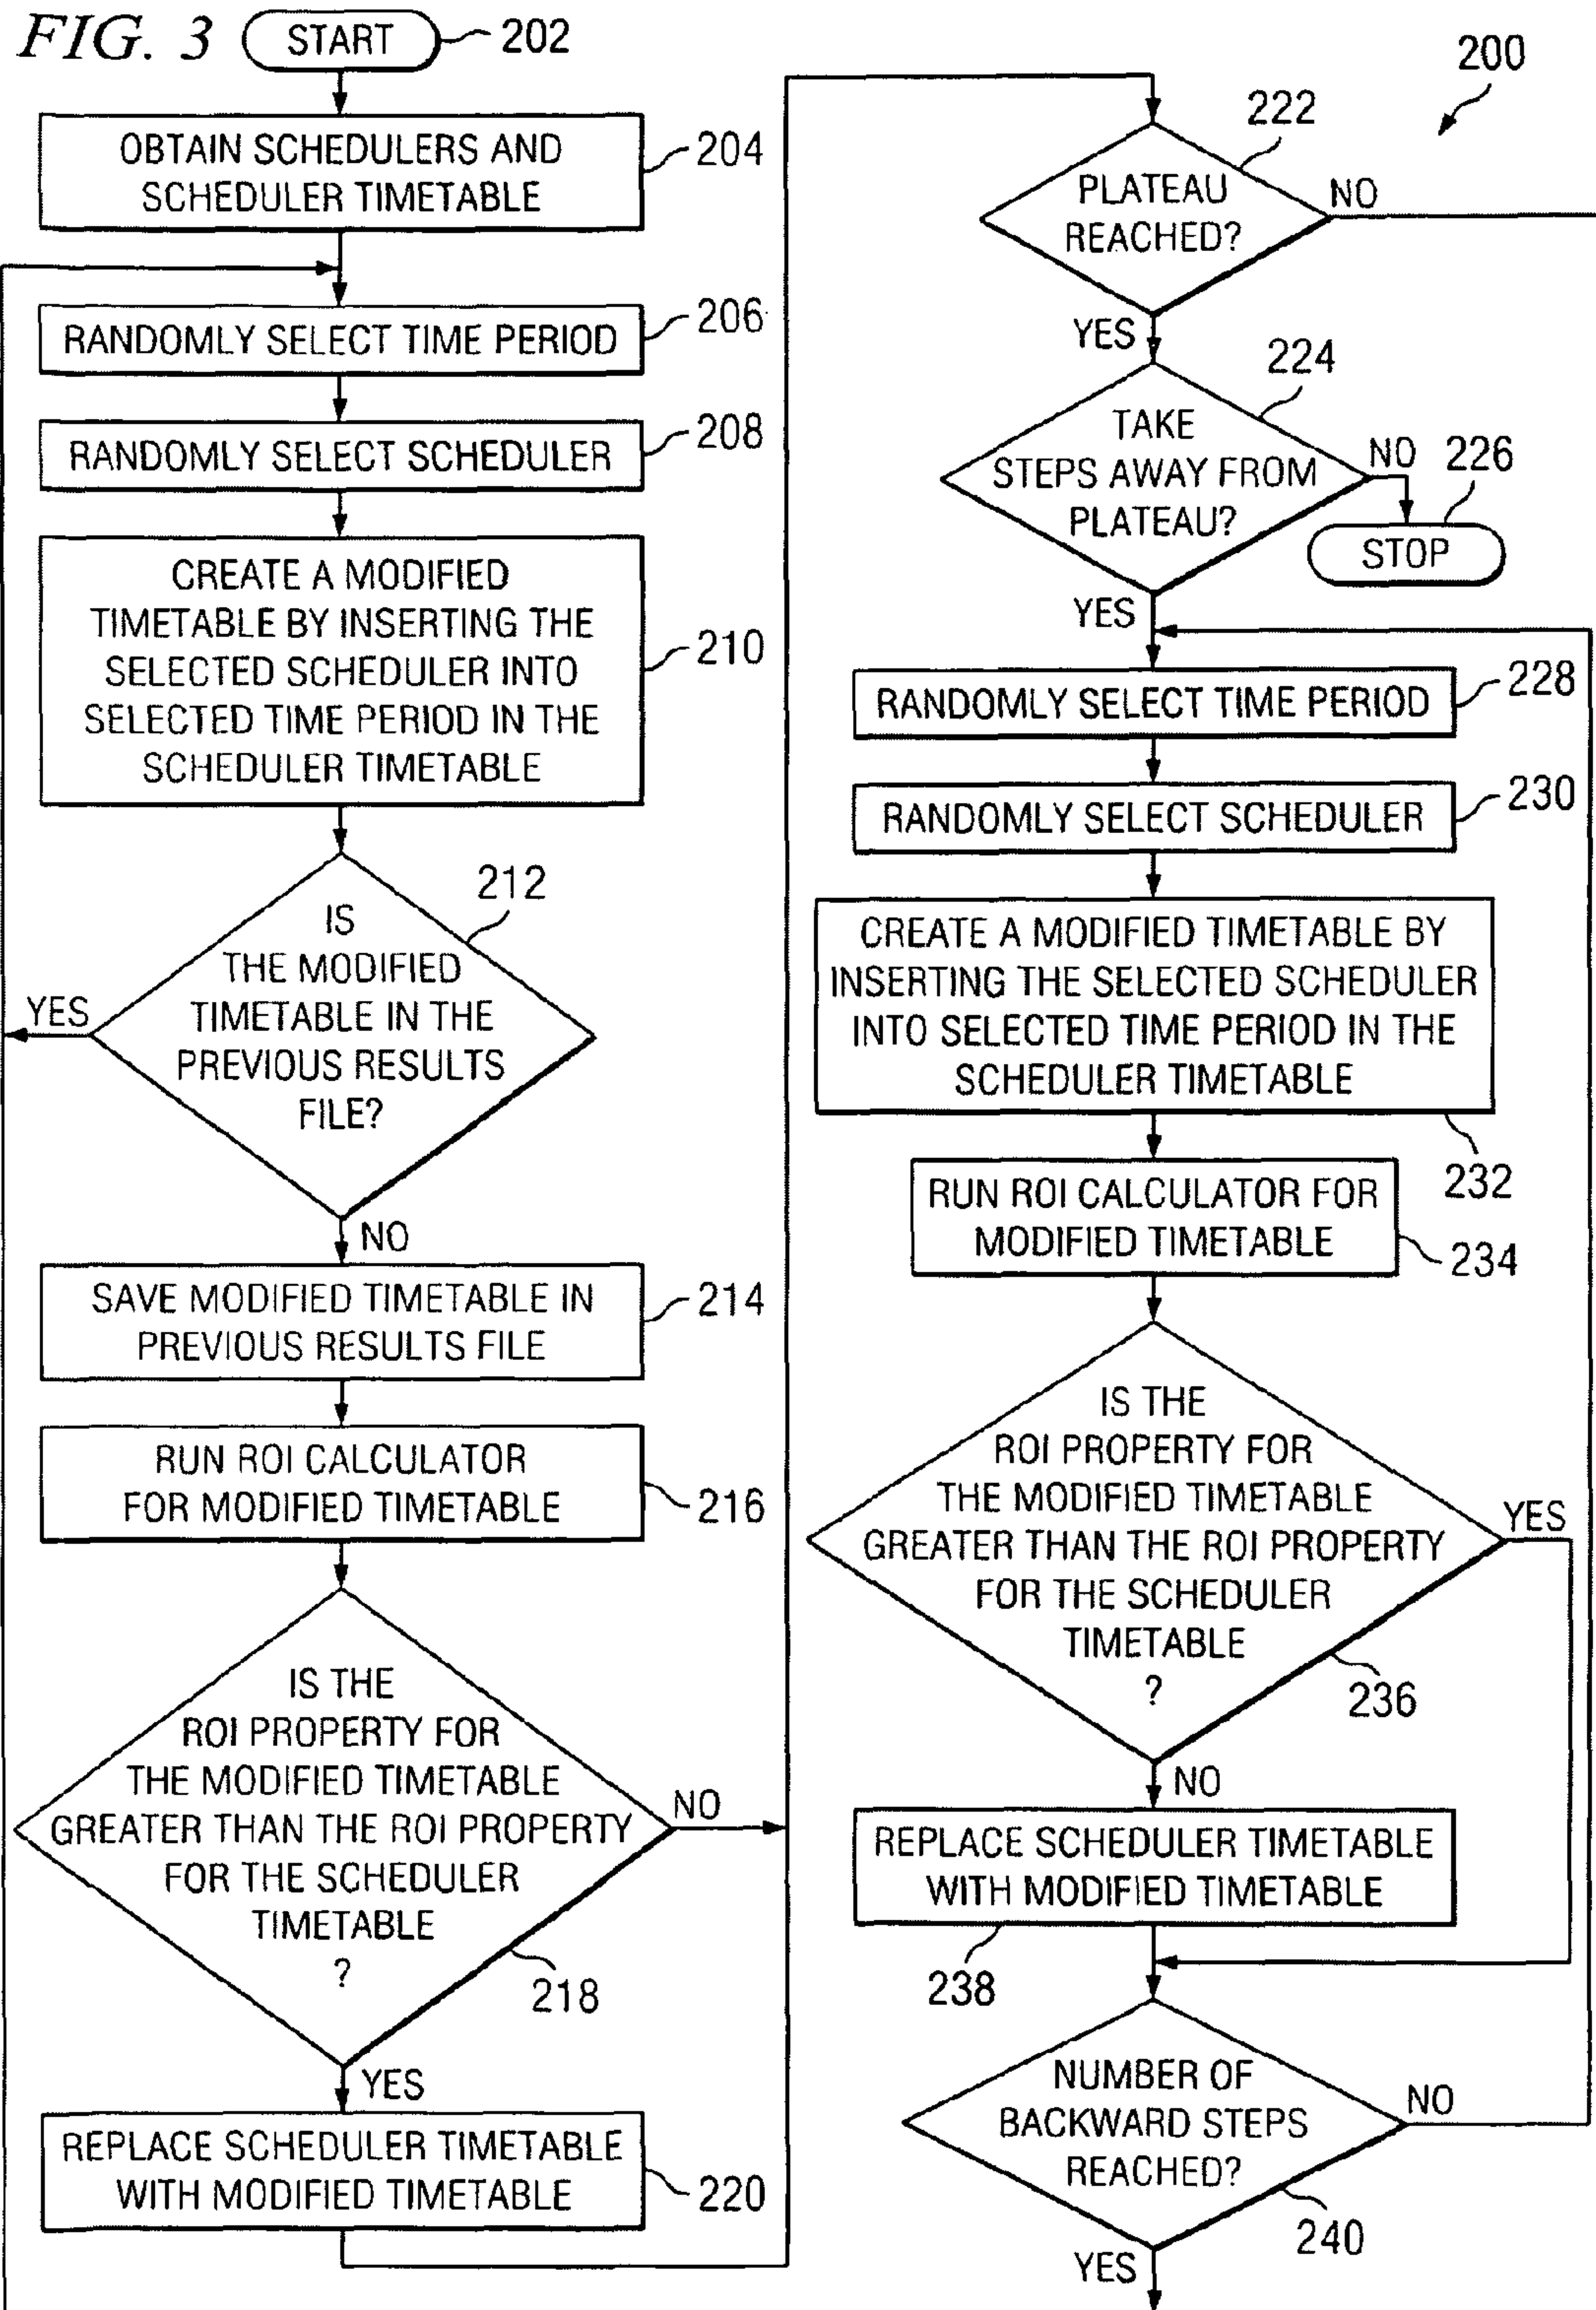 FIG. 3
START
202
OBTAIN SCHEDULERS AND
SCHEDULER TIMETABLE
204
RANDOMLY SELECT TIME PERIOD
206
RANDOMLY SELECT SCHEDULER
208
CREATE A MODIFIED
TIMETABLE BY INSERTING THE
SELECTED SCHEDULER INTO
SELECTED TIME PERIOD IN THE
SCHEDULER TIMETABLE
210
212
IS
THE MODIFIED
TIMETABLE IN THE
PREVIOUS RESULTS
FILE?
YES
NO
SAVE MODIFIED TIMETABLE IN
PREVIOUS RESULTS FILE
214
RUN ROI CALCULATOR
FOR MODIFIED TIMETABLE
216
IS THE
ROI PROPERTY FOR
THE MODIFIED TIMETABLE
GREATER THAN THE ROI PROPERTY
FOR THE SCHEDULER
TIMETABLE
?
NO
218
YES
REPLACE SCHEDULER TIMETABLE
WITH MODIFIED TIMETABLE
220
200
222
PLATEAU
REACHED?
NO
YES
224
TAKE
STEPS AWAY FROM
PLATEAU?
NO
226
STOP
YES
RANDOMLY SELECT TIME PERIOD
228
RANDOMLY SELECT SCHEDULER
230
CREATE A MODIFIED TIMETABLE BY
INSERTING THE SELECTED SCHEDULER
INTO SELECTED TIME PERIOD IN THE
SCHEDULER TIMETABLE
232
RUN ROI CALCULATOR FOR
MODIFIED TIMETABLE
234
IS THE
ROI PROPERTY FOR
THE MODIFIED TIMETABLE
GREATER THAN THE ROI PROPERTY
FOR THE SCHEDULER
TIMETABLE
?
YES
236
NO
REPLACE SCHEDULER TIMETABLE
WITH MODIFIED TIMETABLE
238
NUMBER OF
BACKWARD STEPS
REACHED?
NO
240
YES